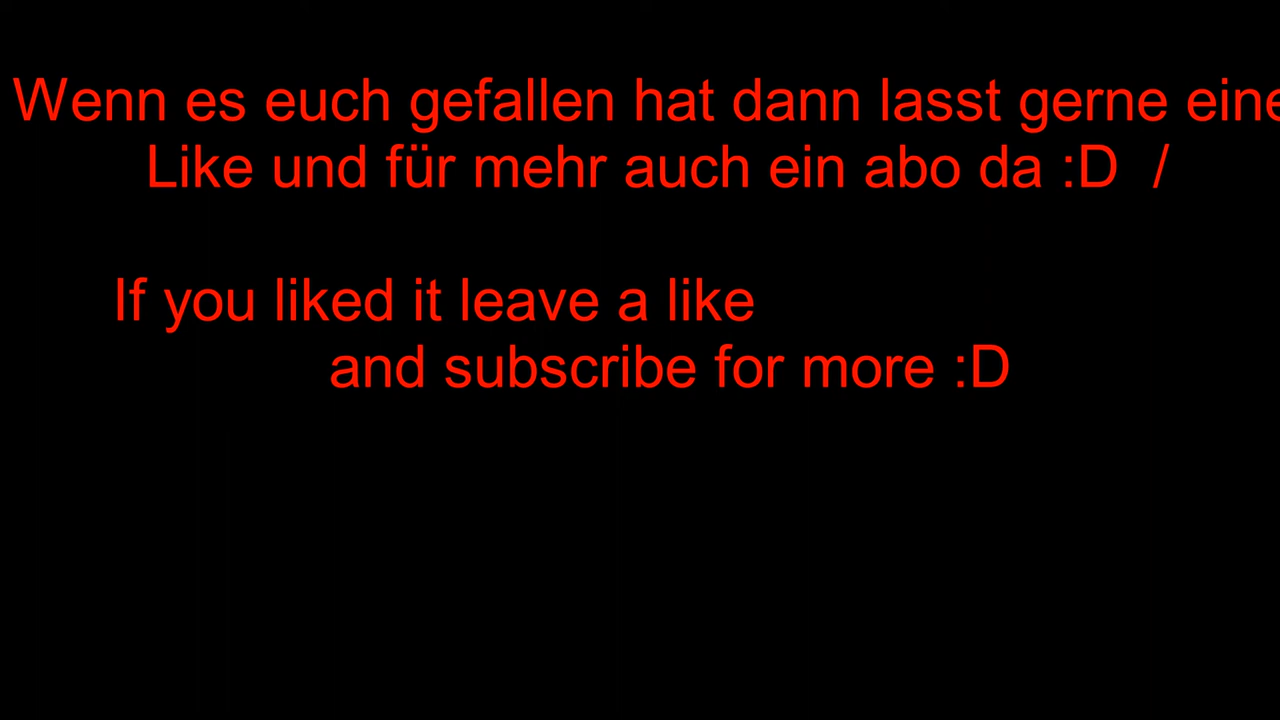 Wenn es euch gefallen hat dann lasst gerne eine
Like und für mehr auch ein abo da :D /
If you liked it leave a like
and subscribe for more :D